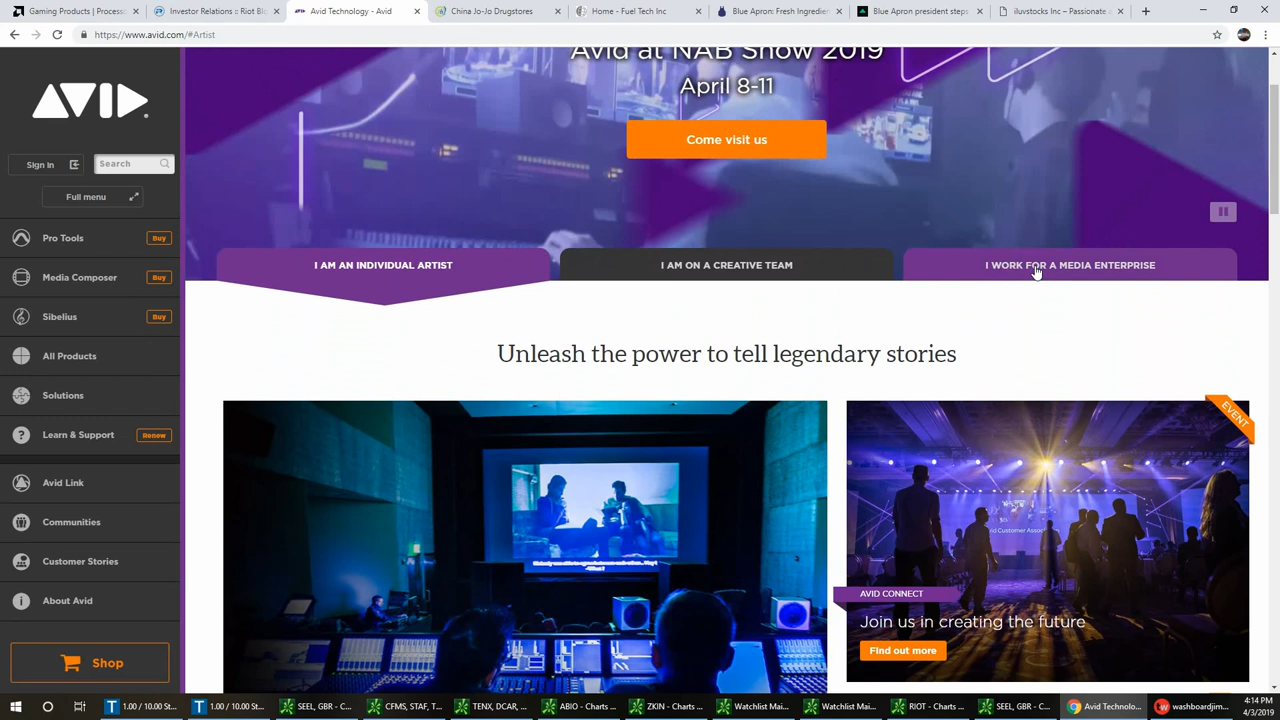 Gaming Products | Process
Investor Relations :: Riot Bl
Avid Technology - Avid
China Jo-Jo Drugstores
Home - Fuel Tech Inc
Blue Apron: Fresh Ingredien
Blue Apron president steps
iluvstocks Inc – Passionate a
https://www.avid.com/#Artist
AVID
Sign In
Search
Full menu
Pro Tools
Buy
Media Composer
Buy
Sibelius
Buy
All Products
Solutions
Learn & Support
Renew
Avid Link
Communities
Customer Stories
About Avid
Shop
Avid at NAB Show 2019
April 8-11
Come visit us
I AM AN INDIVIDUAL ARTIST
I AM ON A CREATIVE TEAM
I WORK FOR A MEDIA ENTERPRISE
Unleash the power to tell legendary stories
EVENT
AVID CONNECT
Join us in creating the future
Find out more
1.00 / 10.00 St...
1.00 / 10.00 St...
SEEL, GBR - C...
CFMS, STAF, T...
TENX, DCAR, ...
ABIO - Charts ...
ZKIN - Charts ...
Watchlist Mai...
Watchlist Mai...
RIOT - Charts ...
SEEL, GBR - C...
Avid Technolo...
washboardjim...
4:14 PM
4/3/2019